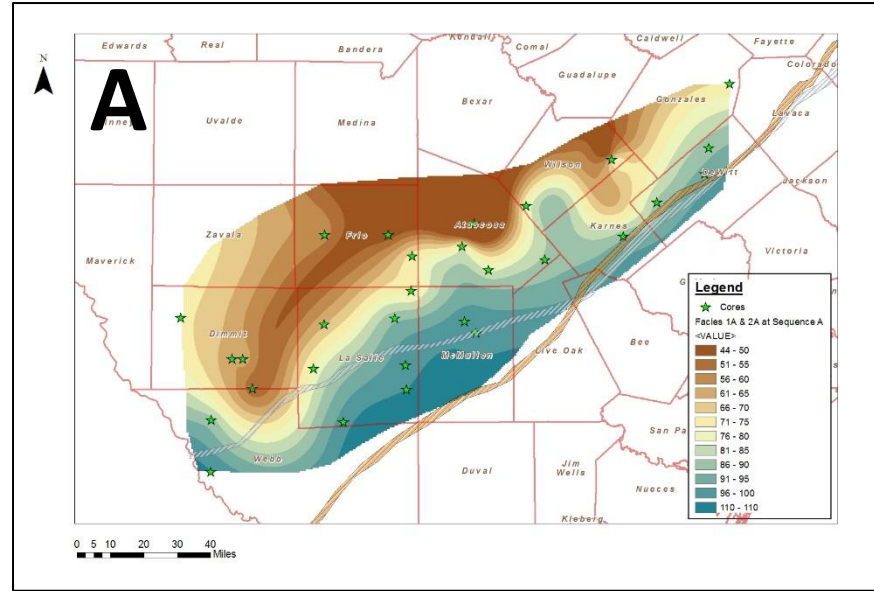 Edwards
Real
Bandera
Kendall
Comal
Caldwell
Fayette
Colorado
N
A
Guadalupe
Gonzales
Bexar
Lavaca
inney
Uvalde
Medina
Wilson
DeWitt
Jackson
Zavala
Frio
Atascosa
Karnes
Maverick
Victoria
Dimmit
La Salle
McMullen
Live Oak
Bee
Webb
San Pa
Duval
Jim
Wells
Nueces
Kleberg
Legend
Cores
Facies 1A & 2A at Sequence A
<VALUE>
44 - 50
51 - 55
56 - 60
61 - 65
66 - 70
71 - 75
76 - 80
81 - 85
86 - 90
91 - 95
96 - 100
110 - 110
0 5 10 20 30 40
Miles